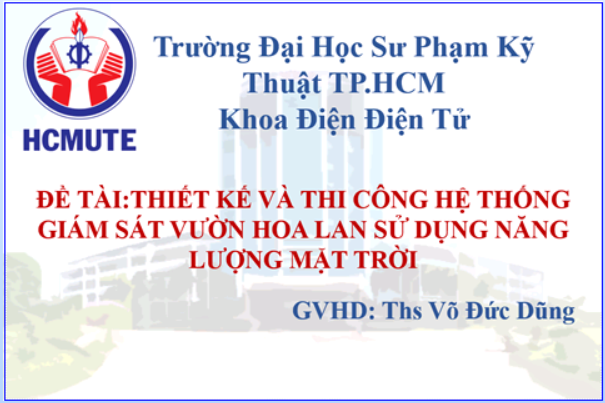 Trường Đại Học Sư Phạm Kỹ
Thuật TP.HCM
Khoa Điện Điện Tử
HCMUTE
ĐỀ TÀI:THIẾT KẾ VÀ THI CÔNG HỆ THỐNG
GIÁM SÁT VƯỜN HOA LAN SỬ DỤNG NĂNG
LƯỢNG MẶT TRỜI
GVHD: Ths Võ Đức Dũng